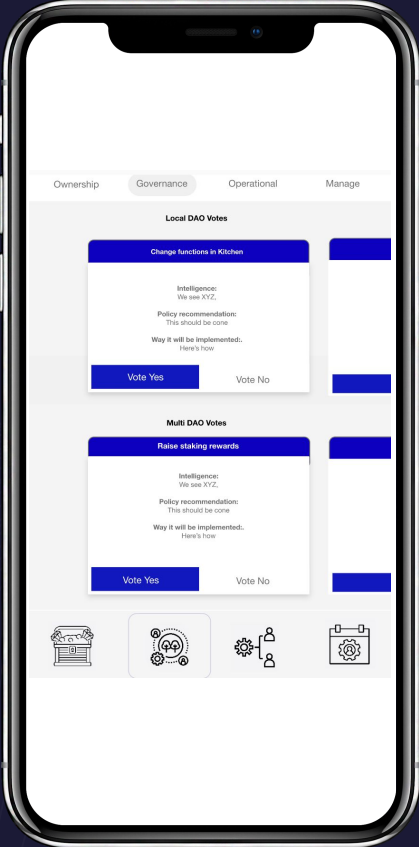 Ownership Governance Operational Manage
Local DAO Votes
Change functions in Kitchen
Intelligence:
We see XYZ,
Policy recommendation:
This should be cone
Way it will be implemented:.
Here's how
Vote Yes Vote No
Multi DAO Votes
Raise staking rewards
Intelligence:
We see XYZ,
Policy recommendation:
This should be cone
Way it will be implemented:.
Here's how
Vote Yes Vote No